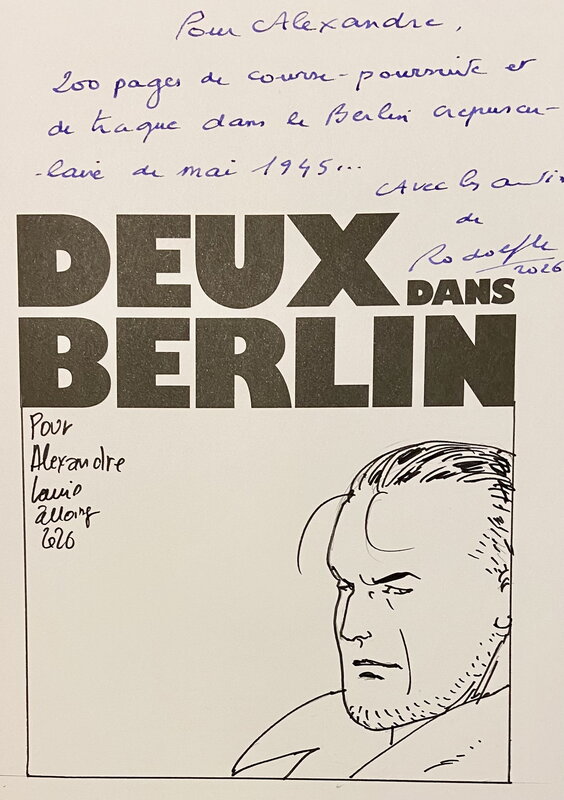 Pour Alexandre,
200 pages de course-poursuite et
de traque dans le Berlin crépuscu-
-laire de mai 1945...
Avec les
de
Rodolphe
2026
DEUX DANS
BERLIN
Pour
Alexandre
Louis
Alloing
2026